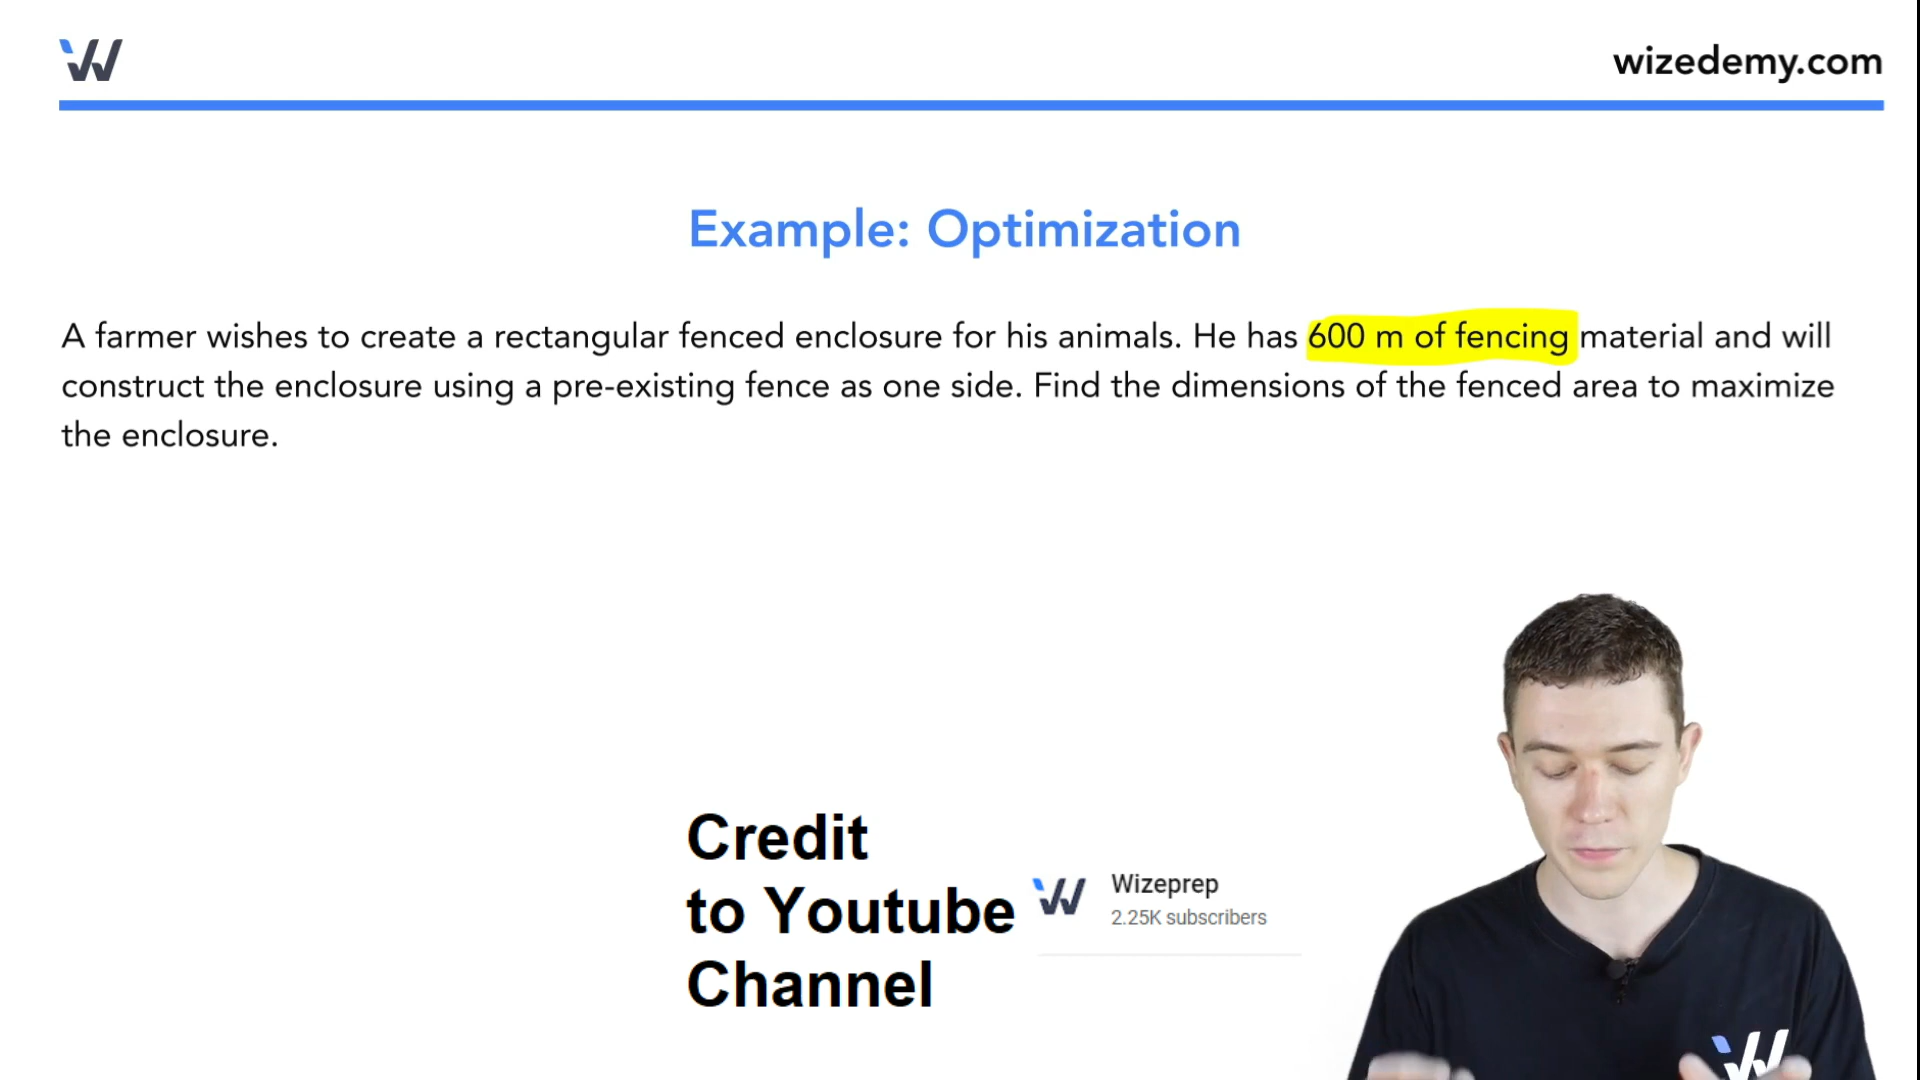 wizedemy.com
Example: Optimization
A farmer wishes to create a rectangular fenced enclosure for his animals. He has 600 m of fencing material and will
construct the enclosure using a pre-existing fence as one side. Find the dimensions of the fenced area to maximize
the enclosure.
Credit
to Youtube
Channel
Wizeprep
2.25K subscribers